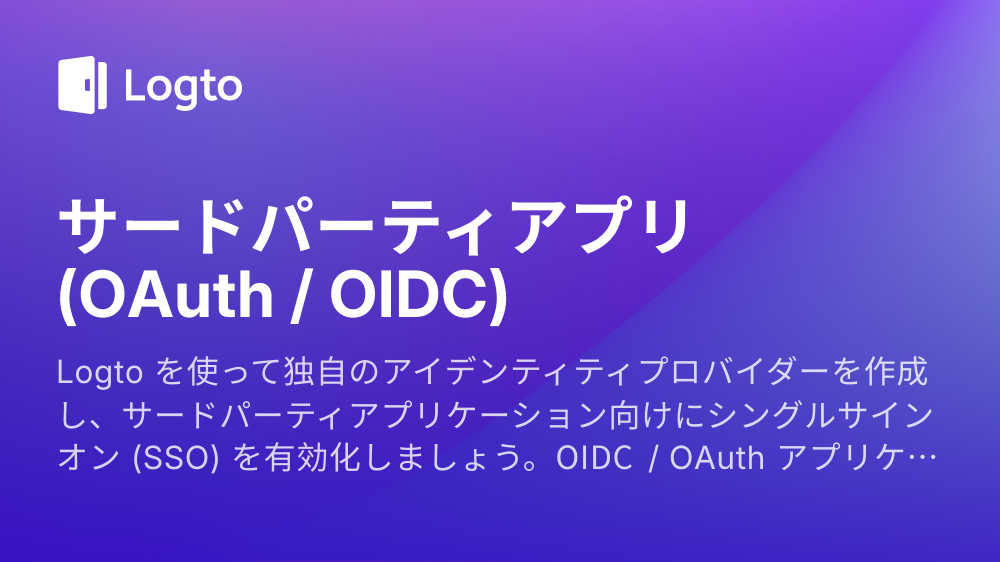 Logto
サードパーティアプリ
(OAuth / OIDC)
Logto を使って独自のアイデンティティプロバイダーを作成
し、サードパーティアプリケーション向けにシングルサイン
オン (SSO) を有効化しましょう。OIDC / OAuth アプリケ…